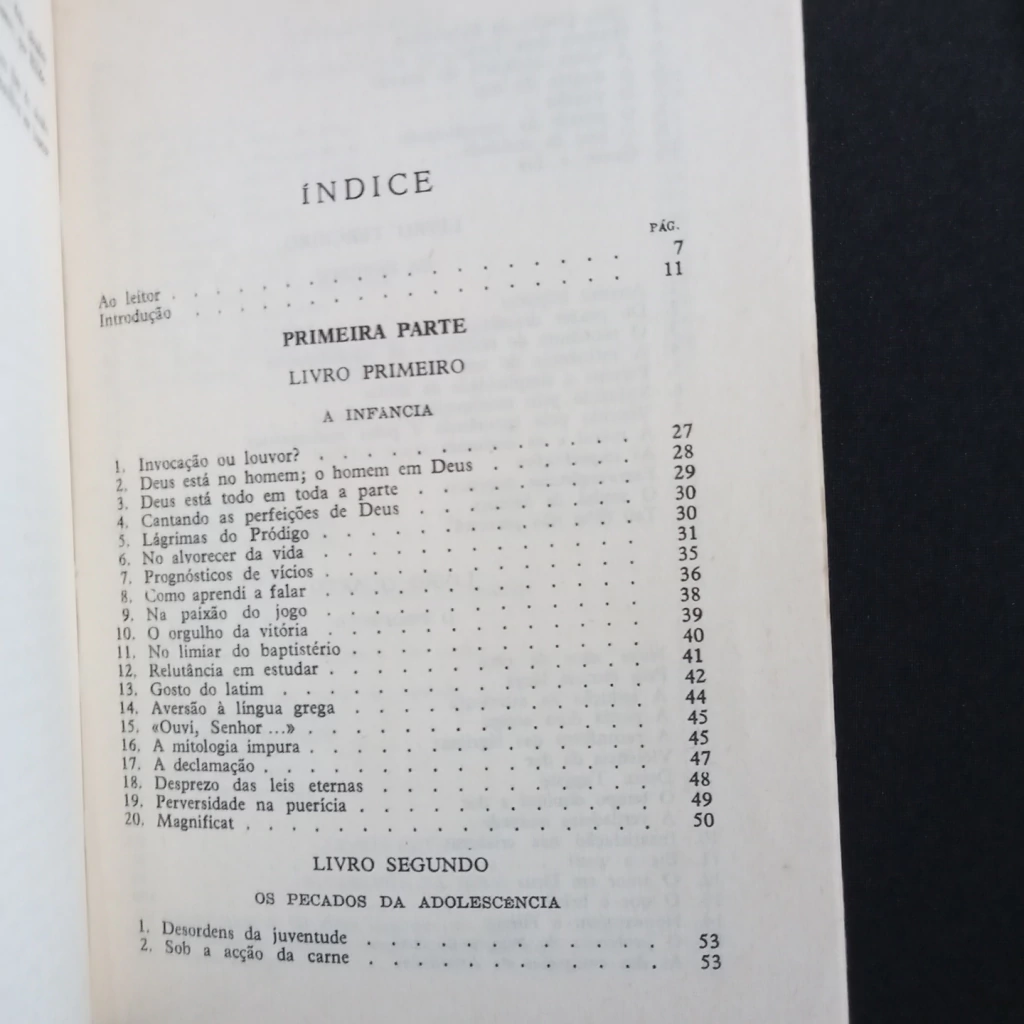 ÍNDICE
PÁG.
Ao leitor . . . . . . . . . . . . . . . . . 7
Introdução . . . . . . . . . . . . . . . . 11
PRIMEIRA PARTE
LIVRO PRIMEIRO
A INFÂNCIA
1. Invocação ou louvor? . . . . . . . . . . . . 27
2. Deus está no homem; o homem em Deus . . . . . . 28
3. Deus está todo em toda a parte . . . . . . . . . 29
4. Cantando as perfeições de Deus . . . . . . . . . 30
5. Lágrimas do Pródigo . . . . . . . . . . . . 30
6. No alvorecer da vida . . . . . . . . . . . . 31
7. Prognósticos de vícios . . . . . . . . . . . . 35
8. Como aprendi a falar . . . . . . . . . . . . 36
9. Na paixão do jogo . . . . . . . . . . . . 38
10. O orgulho da vitória . . . . . . . . . . . . 39
11. No limiar do baptistério . . . . . . . . . . . . 40
12. Relutância em estudar . . . . . . . . . . . . 41
13. Gosto do latim . . . . . . . . . . . . . . 42
14. Aversão à língua grega . . . . . . . . . . . . 44
15. «Ouvi, Senhor ...» . . . . . . . . . . . . . 45
16. A mitologia impura . . . . . . . . . . . . . 45
17. A declamação . . . . . . . . . . . . . . . 47
18. Desprezo das leis eternas . . . . . . . . . . . 48
19. Perversidade na puerícia . . . . . . . . . . . . 49
20. Magnificat . . . . . . . . . . . . . . . . 50
LIVRO SEGUNDO
OS PECADOS DA ADOLESCÊNCIA
1. Desordens da juventude . . . . . . . . . . . 53
2. Sob a acção da carne . . . . . . . . . . . 53